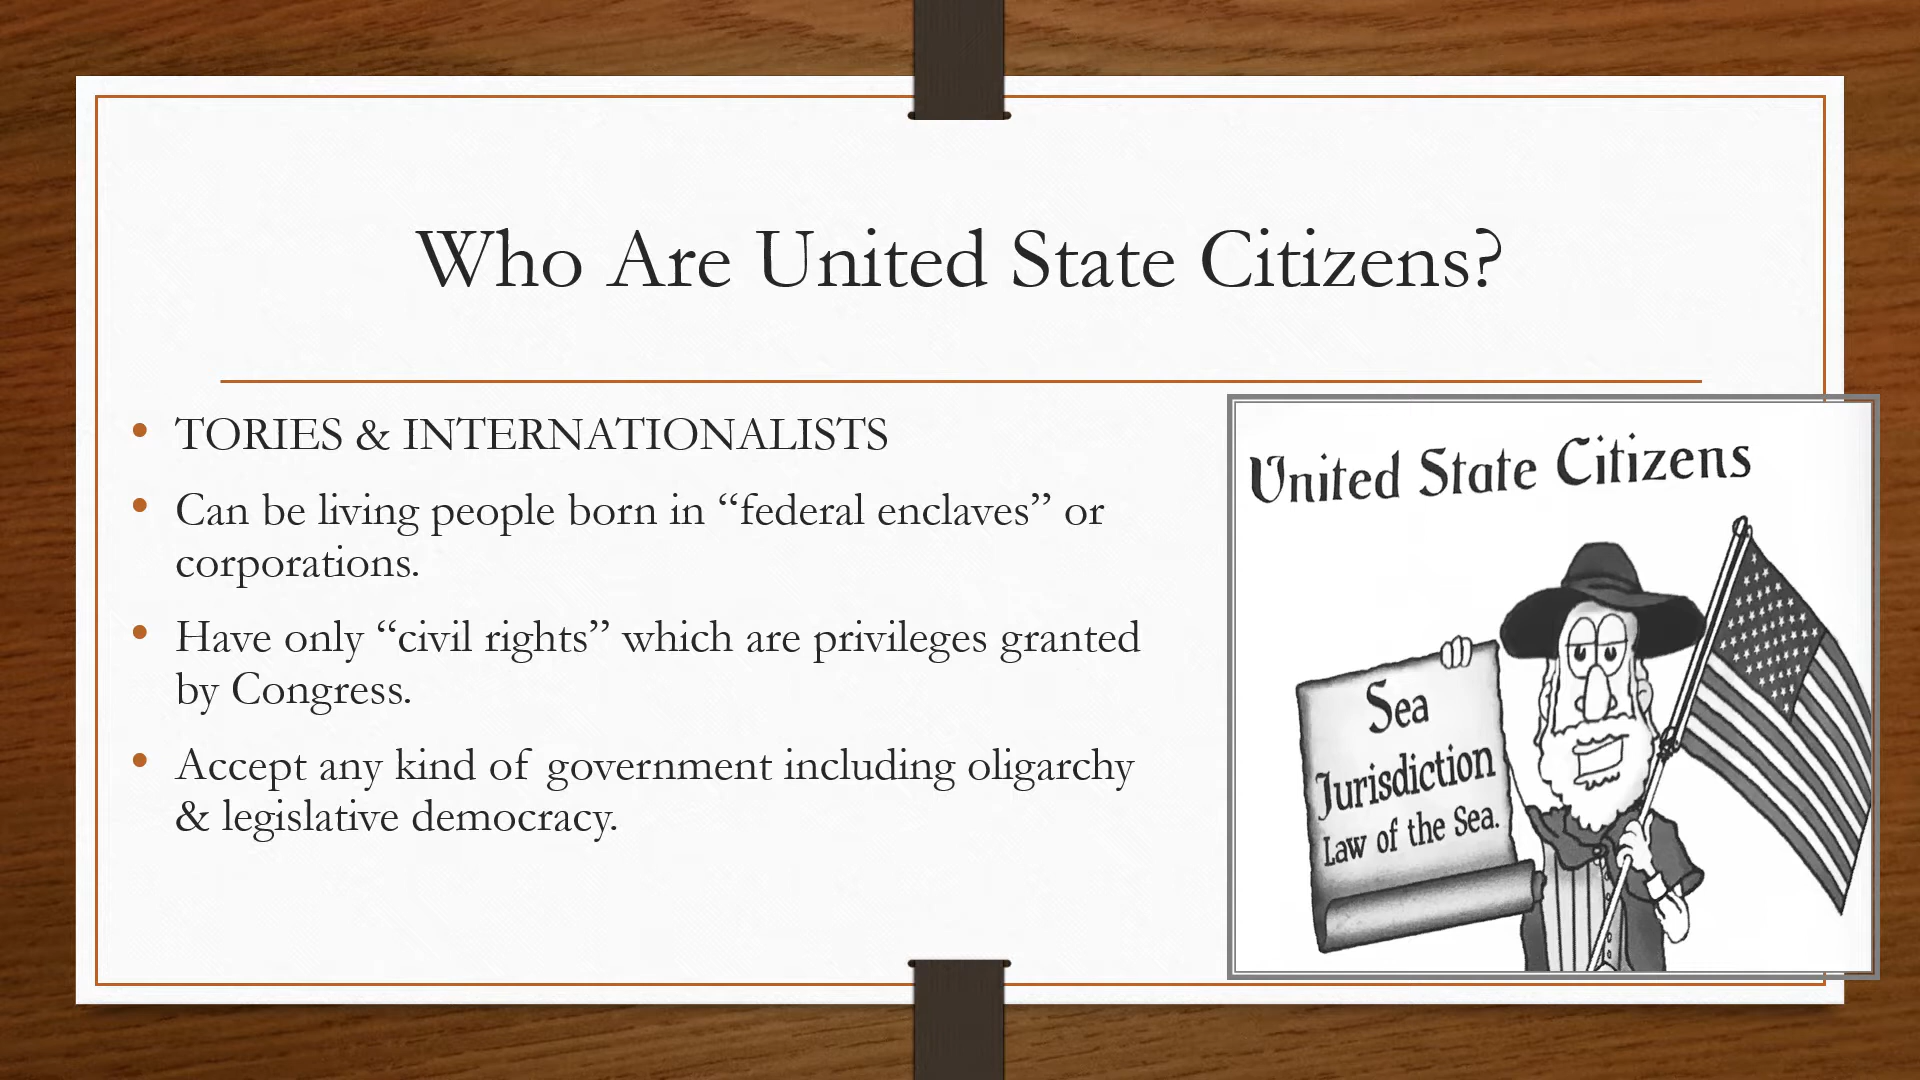 Who Are United State Citizens?
• TORIES & INTERNATIONALISTS
• Can be living people born in “federal enclaves” or
corporations.
• Have only “civil rights” which are privileges granted
by Congress.
• Accept any kind of government including oligarchy
& legislative democracy.
United State Citizens
Sea
Jurisdiction
Law of the Sea.